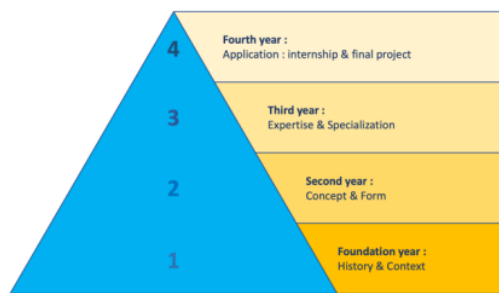 4
Fourth year :
Application : internship & final project
3
Third year :
Expertise & Specialization
2
Second year :
Concept & Form
1
Foundation year :
History & Context